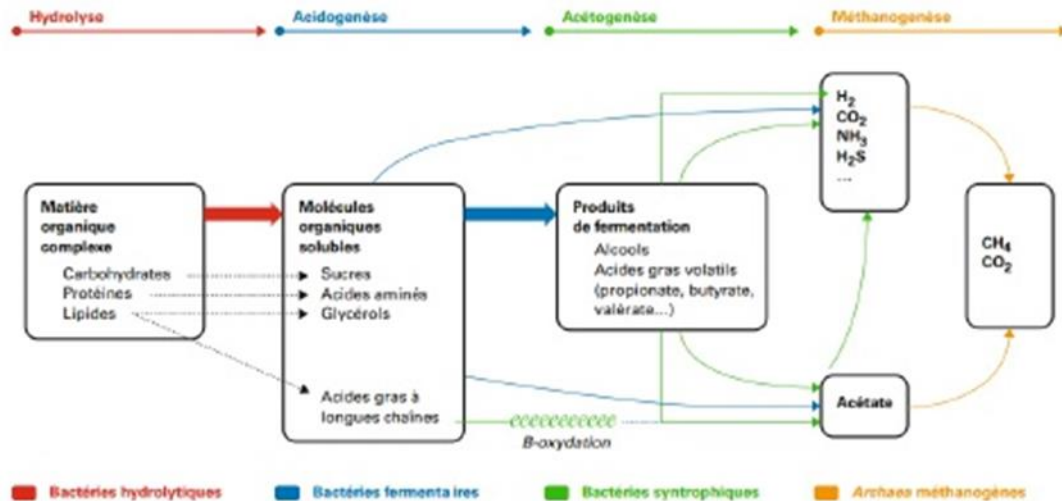 Hydrolyse
Acidogenèse
Acétogenèse
Méthanogenèse
H₂
CO₂
NH₃
H₂S
...
Matière
organique
complexe
Carbohydrates
Protéines
Lipides
Molécules
organiques
solubles
Sucres
Acides aminés
Glycérols
Acides gras à
longues chaînes
Produits
de fermentation
Alcools
Acides gras volatils
(propionate, butyrate,
valérate...)
CH₄
CO₂
Acétate
B-oxydation
Bactéries hydrolytiques
Bactéries fermentaires
Bactéries syntrophiques
Archaea méthanogènes